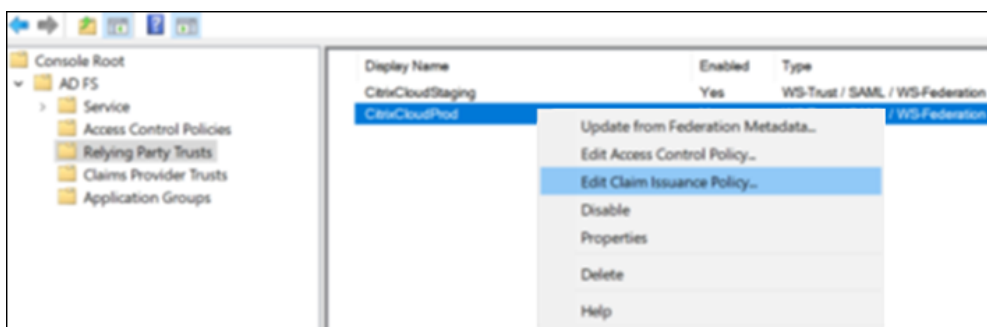 Console Root
AD FS
Service
Access Control Policies
Relying Party Trusts
Claims Provider Trusts
Application Groups
Display Name Enabled Type
CitrixCloudStaging Yes WS-Trust / SAML / WS-Federation
CitrixCloudProd / WS-Federation
Update from Federation Metadata...
Edit Access Control Policy...
Edit Claim Issuance Policy...
Disable
Properties
Delete
Help